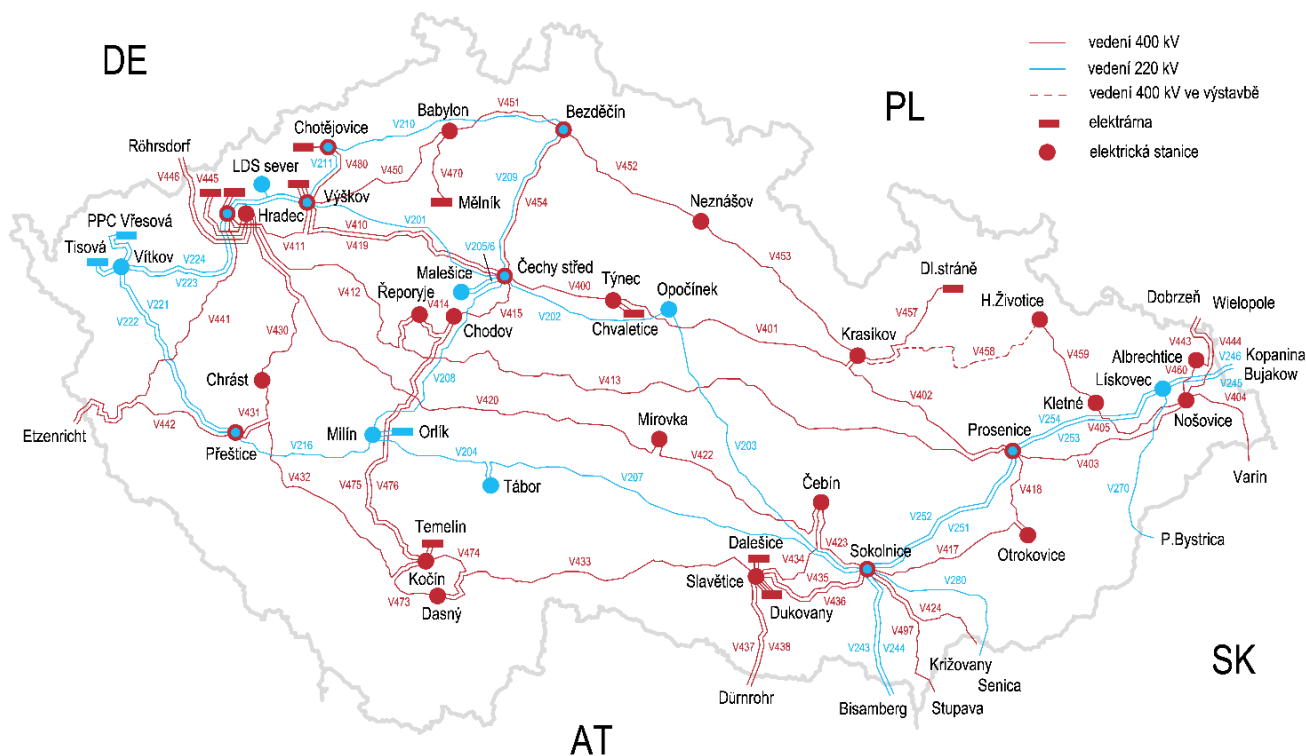 DE
PL
vedení 400 kV
vedení 220 kV
vedení 400 kV ve výstavbě
elektrárna
elektrická stanice
Babylon
V451
Bezděčín
Chotějovice
V210
Röhrsdorf
LDS sever
V211
V480
V450
V470
V209
V452
V446
V445
Výškov
Mělník
V454
PPC Vřesová
Hradec
V411
V410
V419
V201
Neznášov
Tisová
Vítkov
V224
V223
V205/6
Malešice
Čechy střed
V453
Týnec
V400
Opočínek
Dl.stráně
H.Životice
Dobrzeň
Wielopole
V221
V222
V441
V430
V412
Řeporyje
V414
V415
Chodov
V202
Chvaletice
V401
Krasikov
V457
V458
V459
Albrechtice
V443
V444
V246
Kopanina
Bujakow
V245
Lískovec
V460
V404
Chrást
V431
V208
V413
V420
V402
Kletné
V254
V253
V405
Nošovice
Etzenricht
V442
Přeštice
V216
Milín
Orlík
Mírovka
V422
V203
Prosenice
V403
Varin
V432
V475
V476
V204
Tábor
V207
Čebín
V418
V270
V252
V251
V423
Temelín
V474
Kočín
V473
Dasný
V433
Dalešice
V434
V435
V436
Slavětice
Dukovany
Sokolnice
V417
Otrokovice
P.Bystrica
V280
V424
V497
V437
V438
V243
V244
Dürnrohr
Bisamberg
Križovany
Senica
Stupava
SK
AT